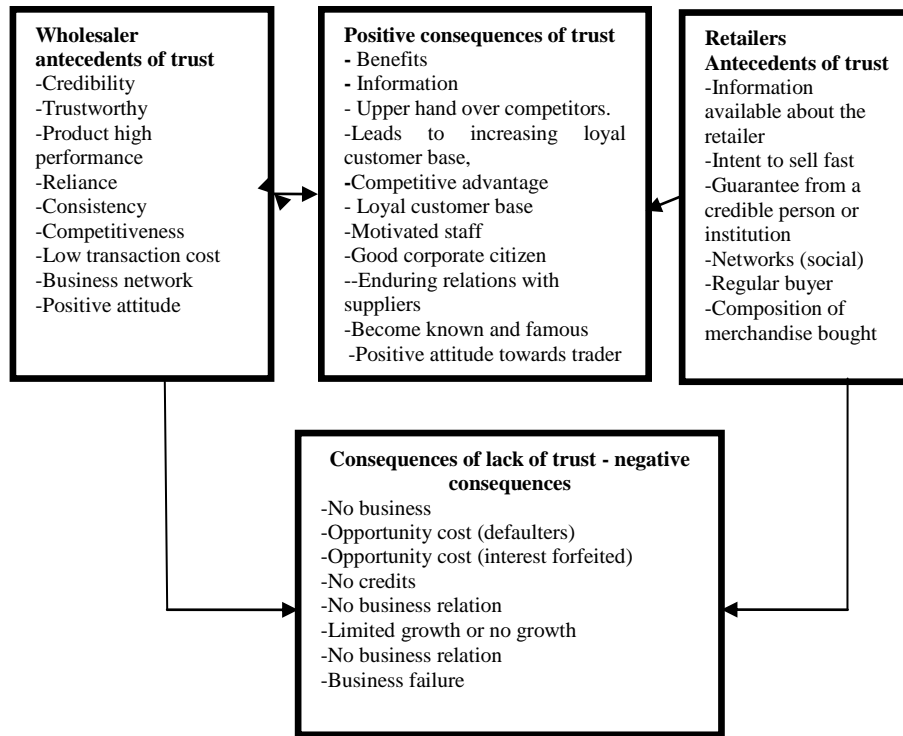 Wholesaler
antecedents of trust
-Credibility
-Trustworthy
-Product high
performance
-Reliance
-Consistency
-Competitiveness
-Low transaction cost
-Business network
-Positive attitude
Positive consequences of trust
- Benefits
- Information
- Upper hand over competitors.
-Leads to increasing loyal
customer base,
-Competitive advantage
- Loyal customer base
-Motivated staff
-Good corporate citizen
--Enduring relations with
suppliers
-Become known and famous
-Positive attitude towards trader
Retailers
Antecedents of trust
-Information
available about the
retailer
-Intent to sell fast
-Guarantee from a
credible person or
institution
-Networks (social)
-Regular buyer
-Composition of
merchandise bought
Consequences of lack of trust - negative
consequences
-No business
-Opportunity cost (defaulters)
-Opportunity cost (interest forfeited)
-No credits
-No business relation
-Limited growth or no growth
-No business relation
-Business failure